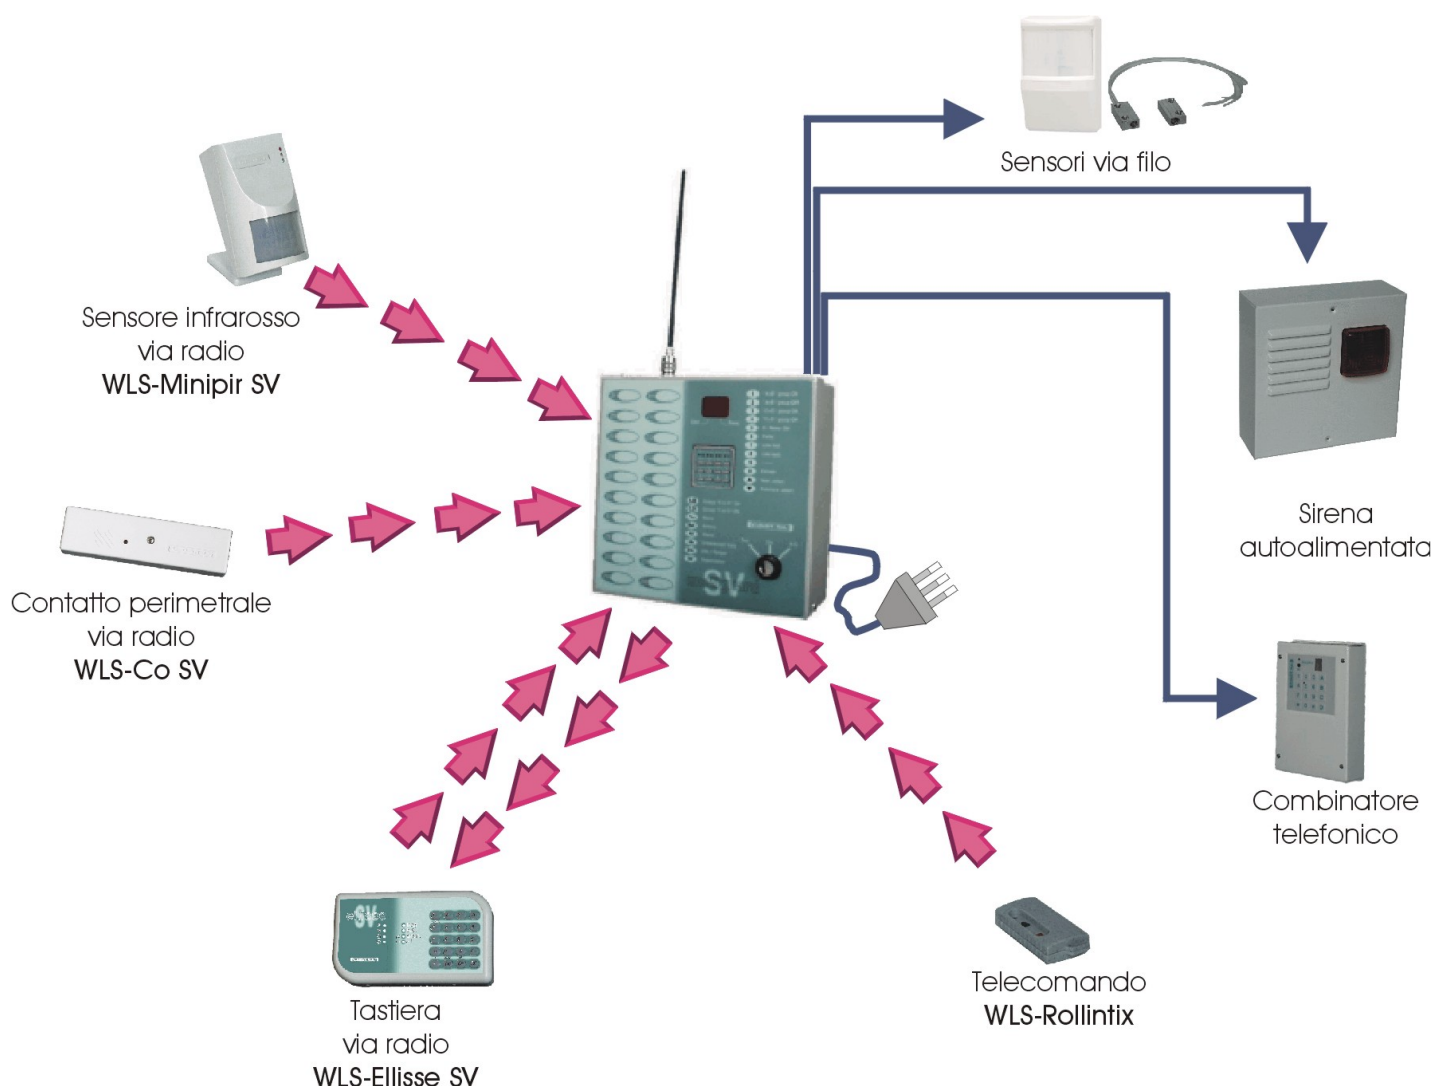 Sensori via filo
Sensore infrarosso
via radio
WLS-Minipir SV
Sirena
autoalimentata
Contatto perimetrale
via radio
WLS-Co SV
SV
Combinatore
telefonico
SV
Tastiera
via radio
WLS-Ellisse SV
Telecomando
WLS-Rollintix